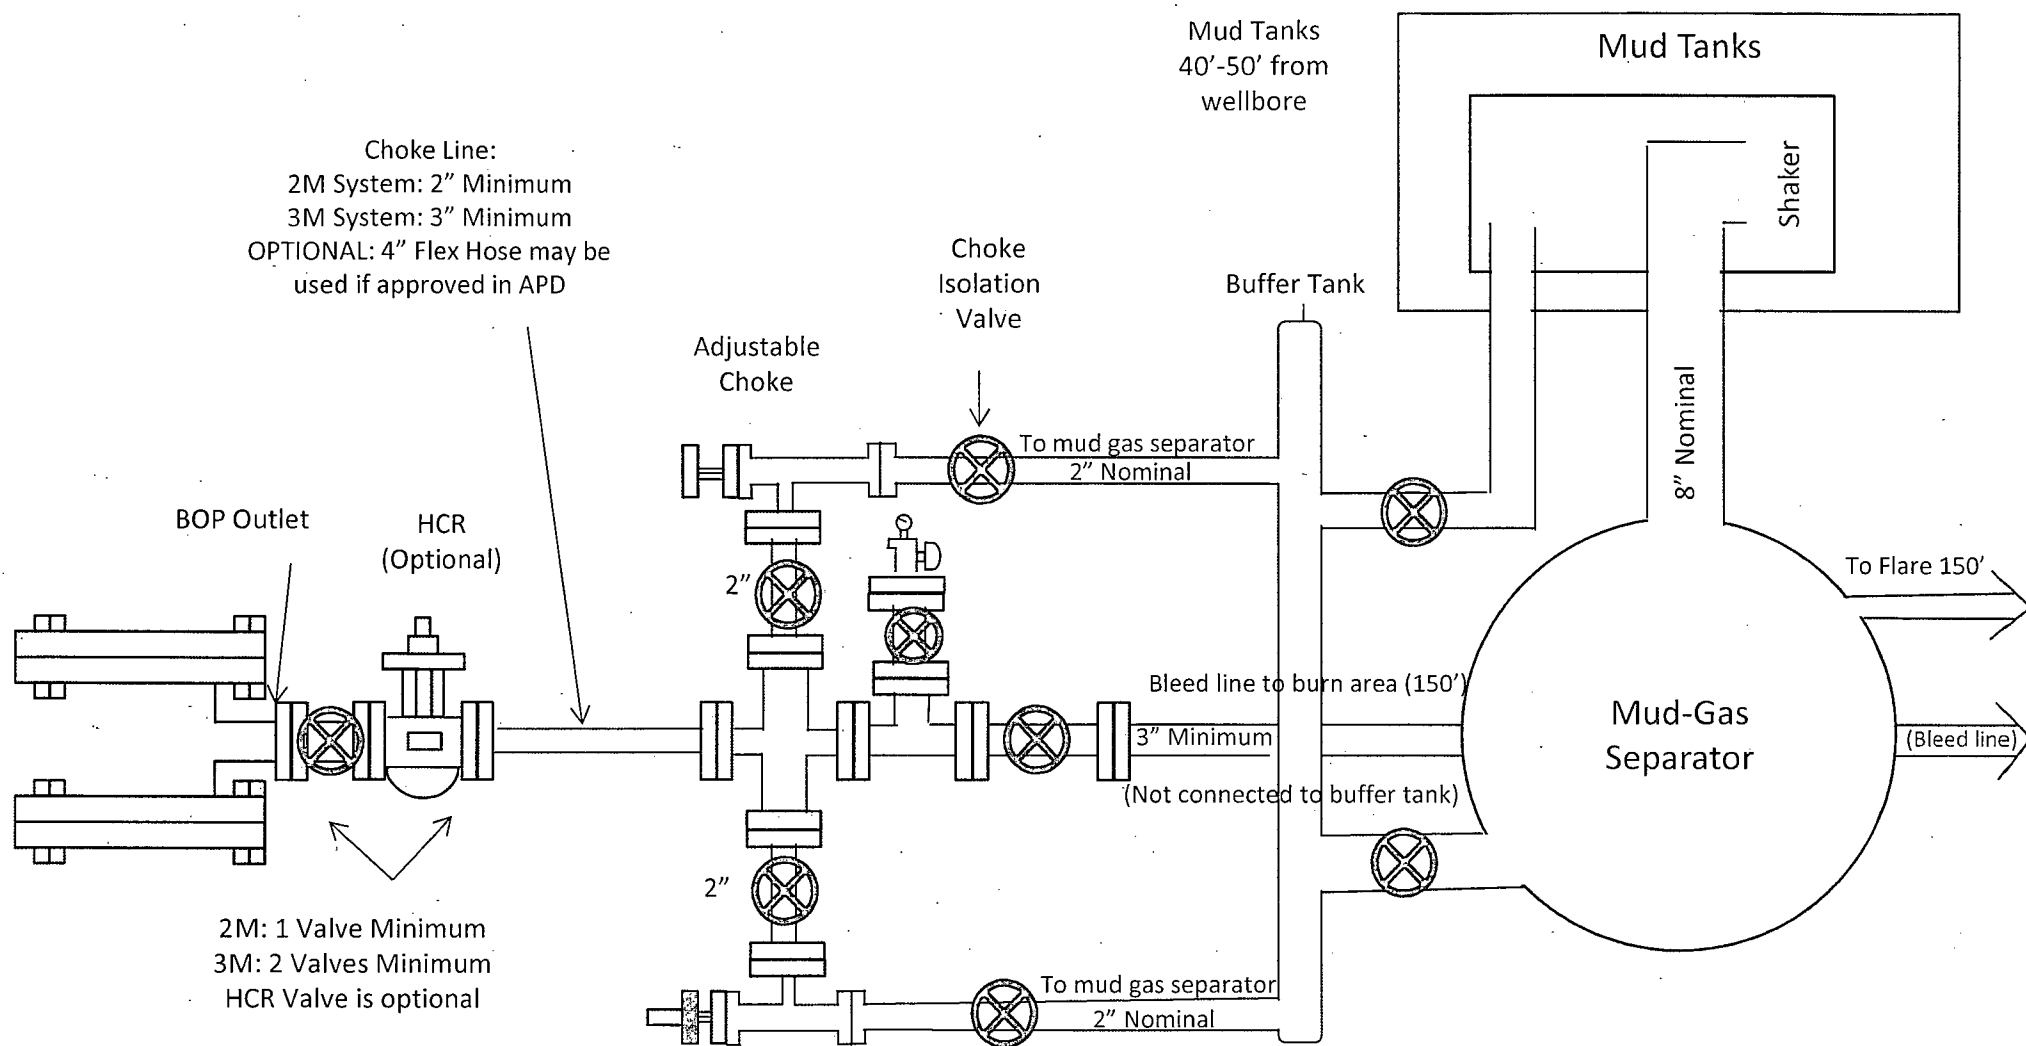 Mud Tanks
40’-50’ from
wellbore
Mud Tanks
Shaker
Choke Line:
2M System: 2” Minimum
3M System: 3” Minimum
OPTIONAL: 4” Flex Hose may be
used if approved in APD
Choke
Isolation
Valve
Buffer Tank
Adjustable
Choke
8” Nominal
To mud gas separator
2” Nominal
BOP Outlet
HCR
(Optional)
2”
To Flare 150’
Bleed line to burn area (150’)
3” Minimum
(Not connected to buffer tank)
Mud-Gas
Separator
(Bleed line)
2”
2M: 1 Valve Minimum
3M: 2 Valves Minimum
HCR Valve is optional
To mud gas separator
2” Nominal